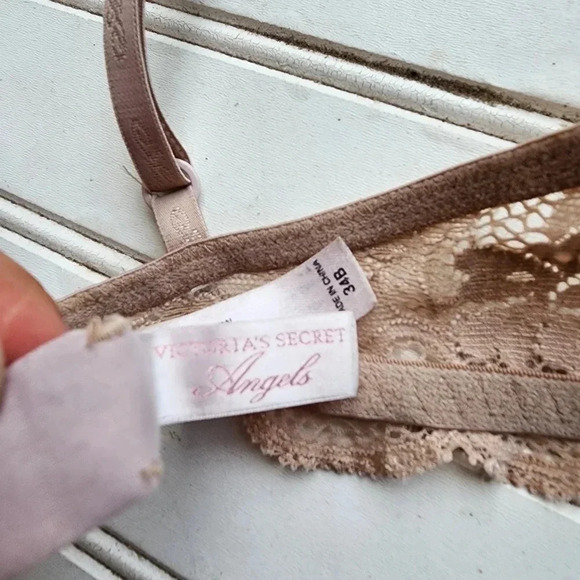 VICTORIA'S SECRET
Angels
34B
MADE IN CHINA